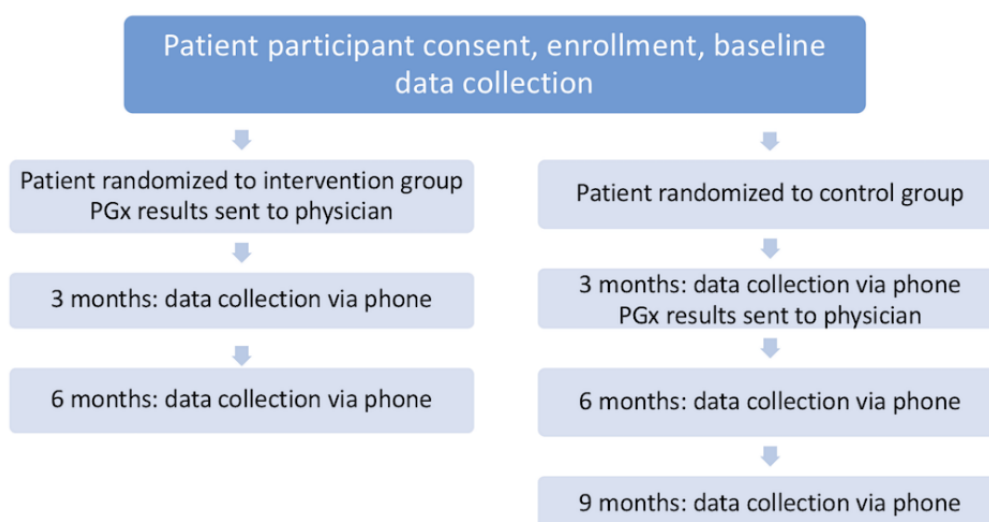 Patient participant consent, enrollment, baseline
data collection
Patient randomized to intervention group
PGx results sent to physician
3 months: data collection via phone
6 months: data collection via phone
Patient randomized to control group
3 months: data collection via phone
PGx results sent to physician
6 months: data collection via phone
9 months: data collection via phone